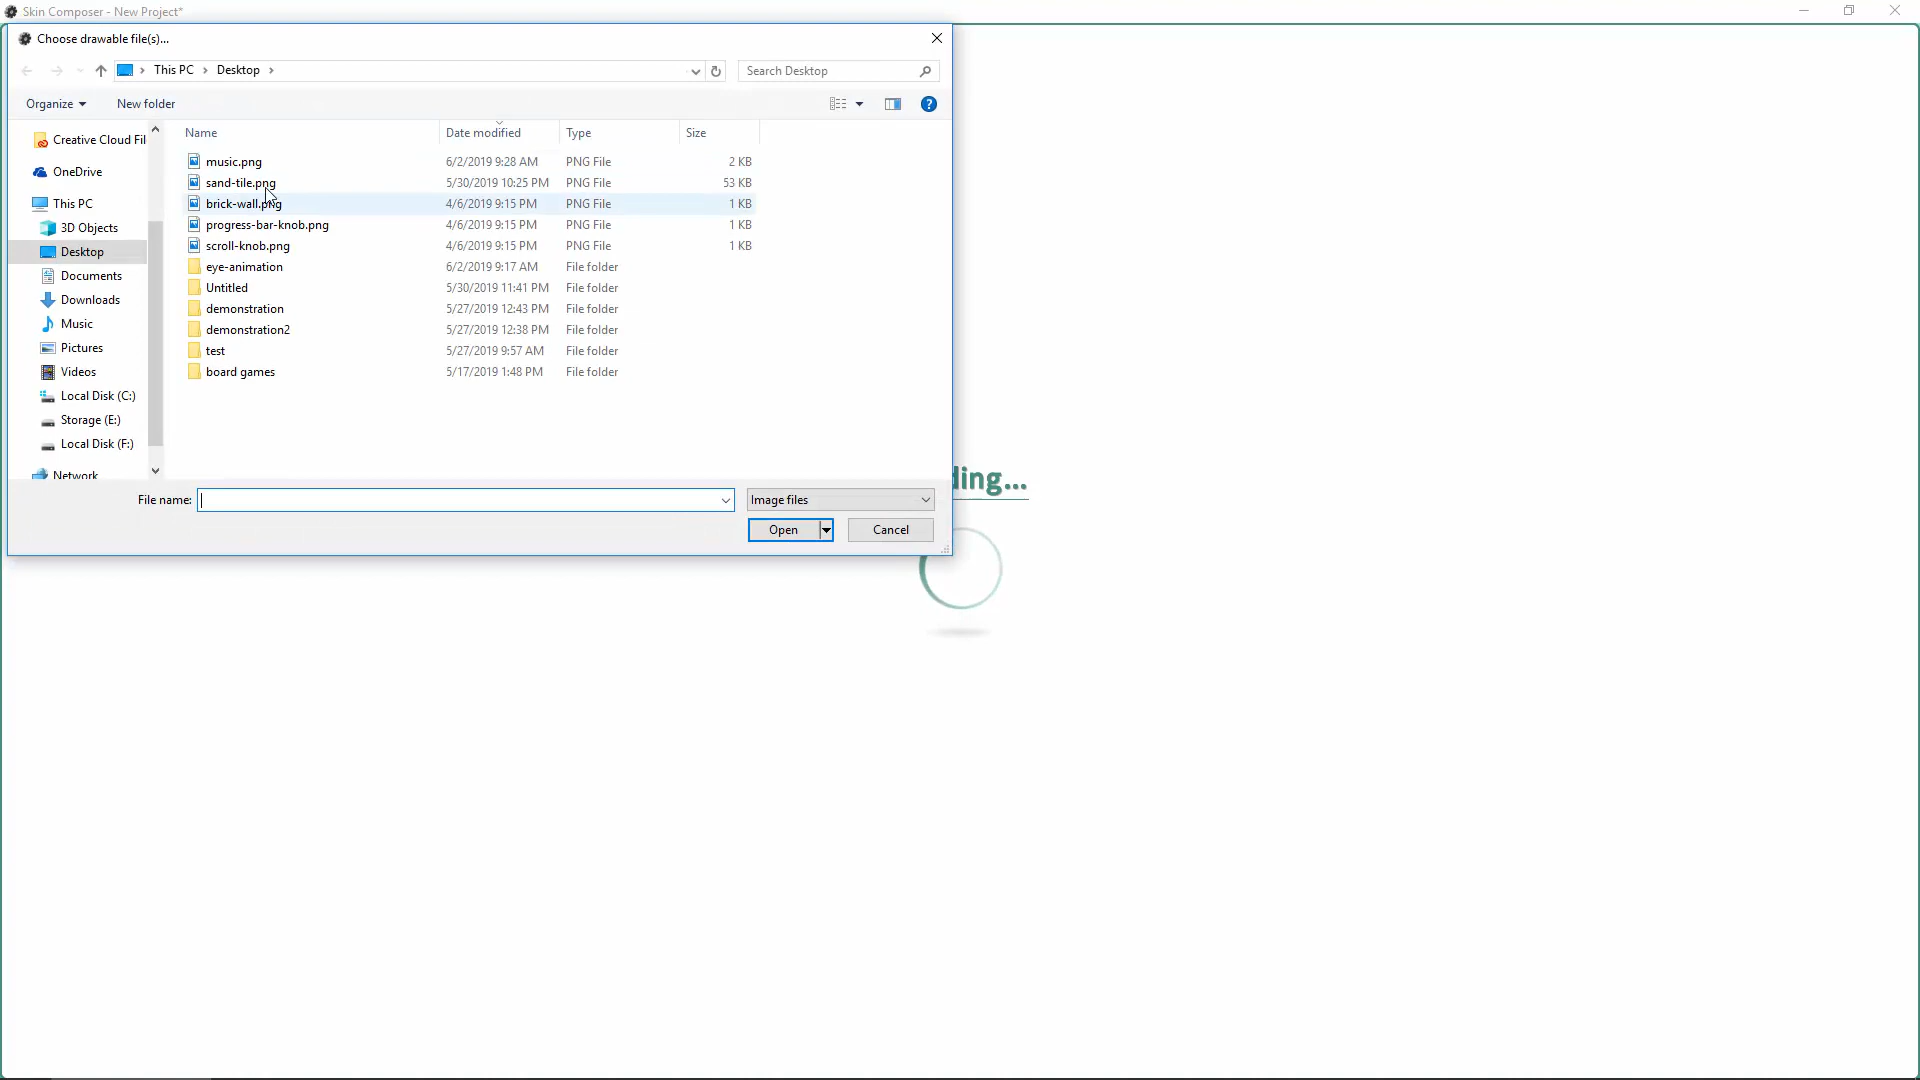 Skin Composer - New Project*
Choose drawable file(s)...
This PC
Desktop
Search Desktop
Organize
New folder
Name
Date modified
Type
Size
Creative Cloud Fil
OneDrive
This PC
3D Objects
Desktop
Documents
Downloads
Music
Pictures
Videos
Local Disk (C:)
Storage (E:)
Local Disk (F:)
Network
music.png 6/2/2019 9:28 AM PNG File 2 KB
sand-tile.png 5/30/2019 10:25 PM PNG File 53 KB
brick-wall.png 4/6/2019 9:15 PM PNG File 1 KB
progress-bar-knob.png 4/6/2019 9:15 PM PNG File 1 KB
scroll-knob.png 4/6/2019 9:15 PM PNG File 1 KB
eye-animation 6/2/2019 9:17 AM File folder
Untitled 5/30/2019 11:41 PM File folder
demonstration 5/27/2019 12:43 PM File folder
demonstration2 5/27/2019 12:38 PM File folder
test 5/27/2019 9:57 AM File folder
board games 5/17/2019 1:48 PM File folder
ding...
File name:
Image files
Open
Cancel